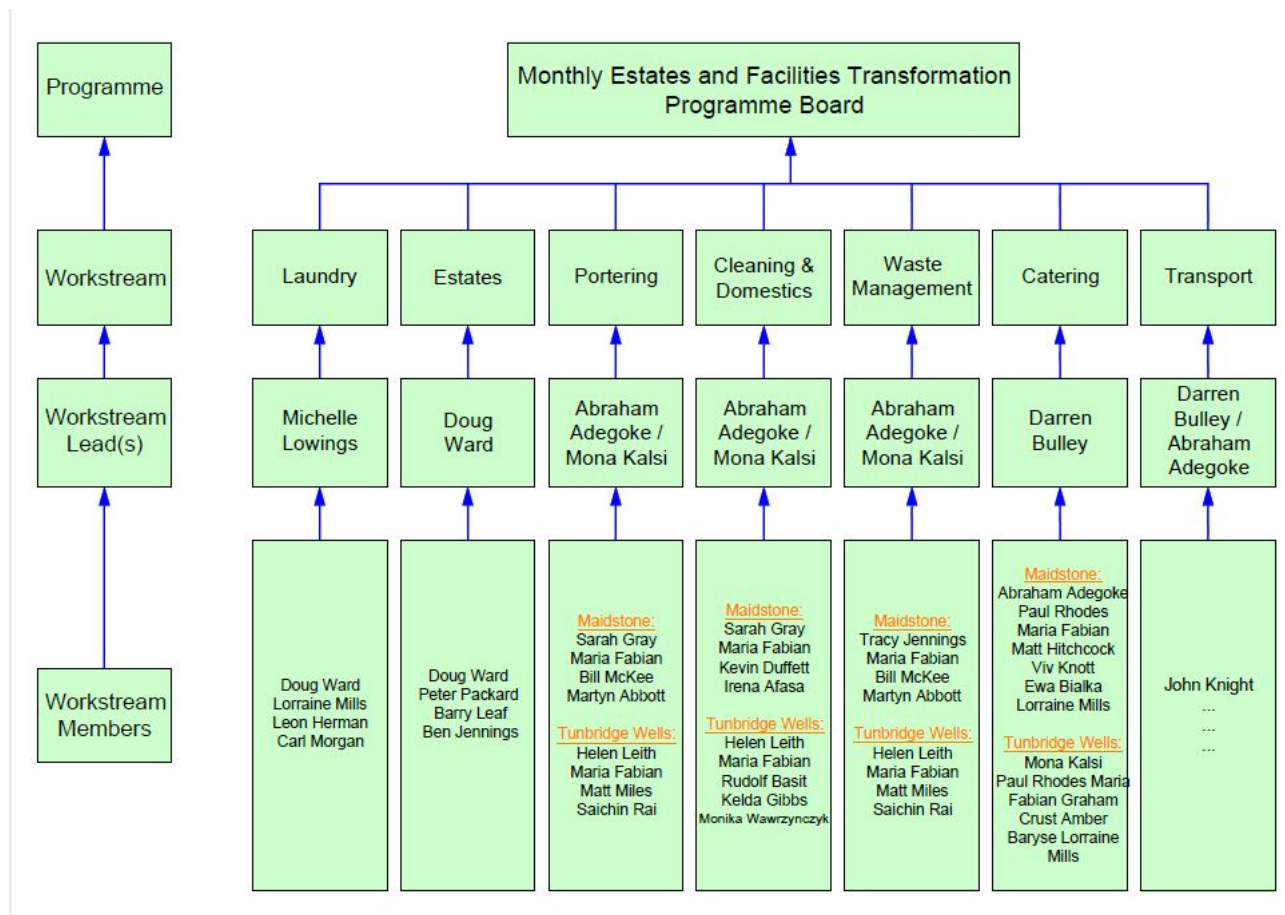 Programme
Monthly Estates and Facilities Transformation
Programme Board
Workstream
Laundry
Estates
Portering
Cleaning &
Domestics
Waste
Management
Catering
Transport
Workstream
Lead(s)
Michelle
Lowings
Doug
Ward
Abraham
Adegoke /
Mona Kalsi
Abraham
Adegoke /
Mona Kalsi
Abraham
Adegoke /
Mona Kalsi
Darren
Bulley
Darren
Bulley /
Abraham
Adegoke
Workstream
Members
Doug Ward
Lorraine Mills
Leon Herman
Carl Morgan
Doug Ward
Peter Packard
Barry Leaf
Ben Jennings
Maidstone:
Sarah Gray
Maria Fabian
Bill McKee
Martyn Abbott
Tunbridge Wells:
Helen Leith
Maria Fabian
Matt Miles
Saichin Rai
Maidstone:
Sarah Gray
Maria Fabian
Kevin Duffett
Irena Afasa
Tunbridge Wells:
Helen Leith
Maria Fabian
Rudolf Basit
Kelda Gibbs
Monika Wawrzynczyk
Maidstone:
Tracy Jennings
Maria Fabian
Bill McKee
Martyn Abbott
Tunbridge Wells:
Helen Leith
Maria Fabian
Matt Miles
Saichin Rai
Maidstone:
Abraham Adegoke
Paul Rhodes
Maria Fabian
Matt Hitchcock
Viv Knott
Ewa Bialka
Lorraine Mills
Tunbridge Wells:
Mona Kalsi
Paul Rhodes Maria
Fabian Graham
Crust Amber
Baryse Lorraine
Mills
John Knight
...
...
...